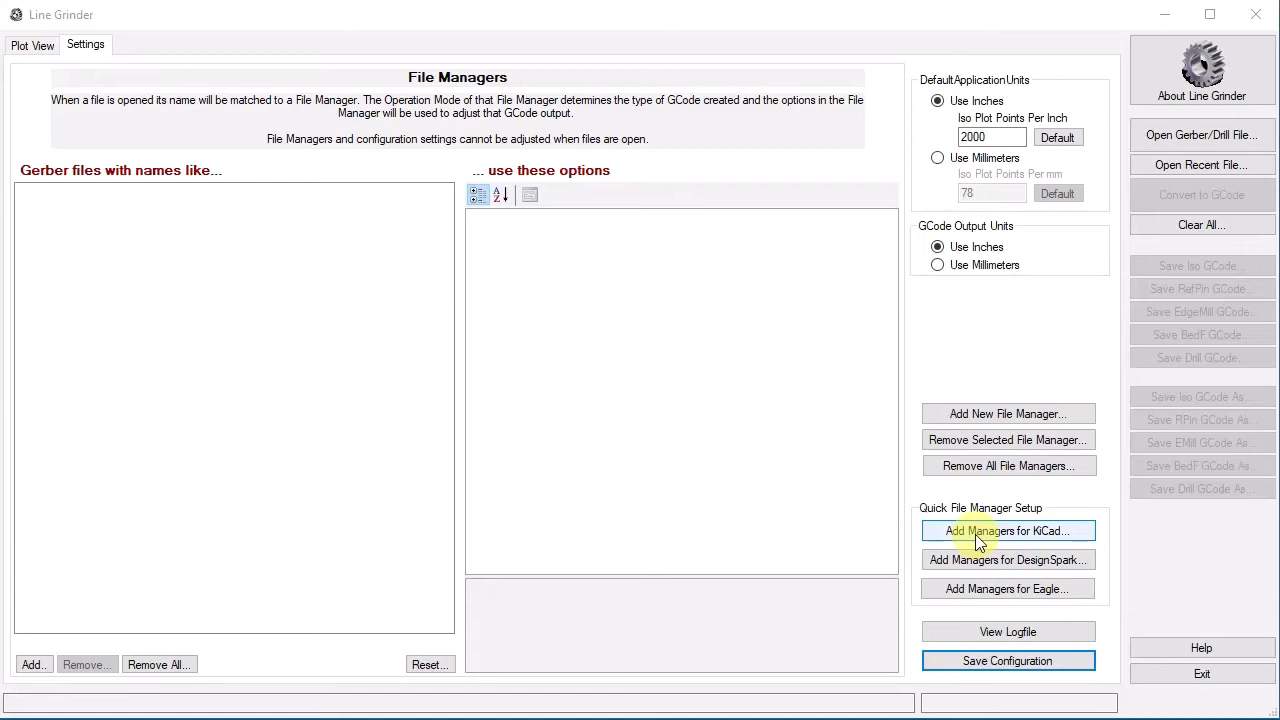 Line Grinder
Plot View
Settings
File Managers
When a file is opened its name will be matched to a File Manager. The Operation Mode of that File Manager determines the type of GCode created and the options in the File
Manager will be used to adjust that GCode output.
File Managers and configuration settings cannot be adjusted when files are open.
Gerber files with names like...
... use these options
Add..
Remove...
Remove All...
Reset...
DefaultApplicationUnits
Use Inches
Iso Plot Points Per Inch
2000
Default
Use Millimeters
Iso Plot Points Per mm
78
Default
GCode Output Units
Use Inches
Use Millimeters
Add New File Manager...
Remove Selected File Manager...
Remove All File Managers...
Quick File Manager Setup
Add Managers for KiCad...
Add Managers for DesignSpark...
Add Managers for Eagle...
View Logfile
Save Configuration
About Line Grinder
Open Gerber/Drill File...
Open Recent File...
Convert to GCode
Clear All...
Save Iso GCode...
Save RefPin GCode...
Save EdgeMill GCode...
Save BedF GCode...
Save Drill GCode...
Save Iso GCode As...
Save RPin GCode As...
Save EMill GCode As...
Save BedF GCode As...
Save Drill GCode As...
Help
Exit